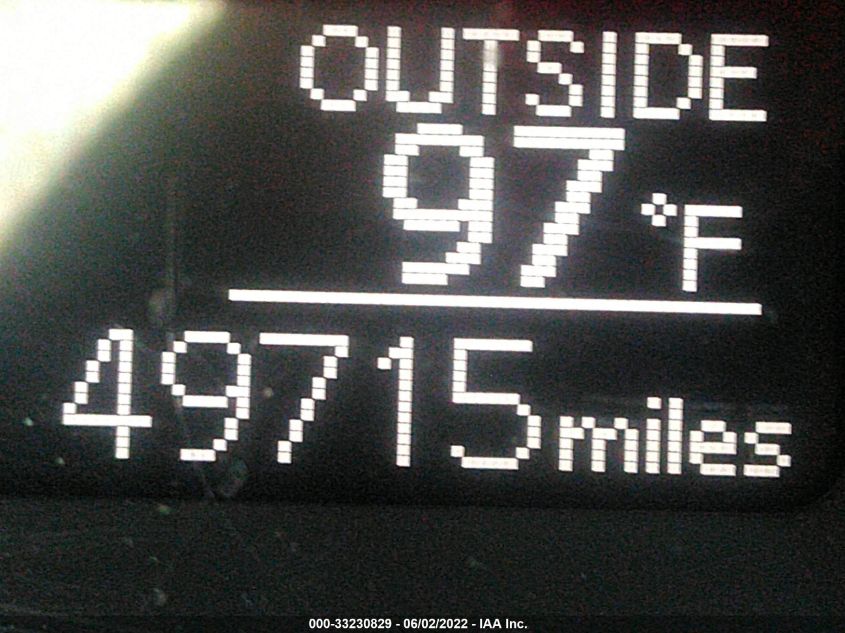 OUTSIDE
97°F
49715 miles
000-33230829 - 06/02/2022 - IAA Inc.